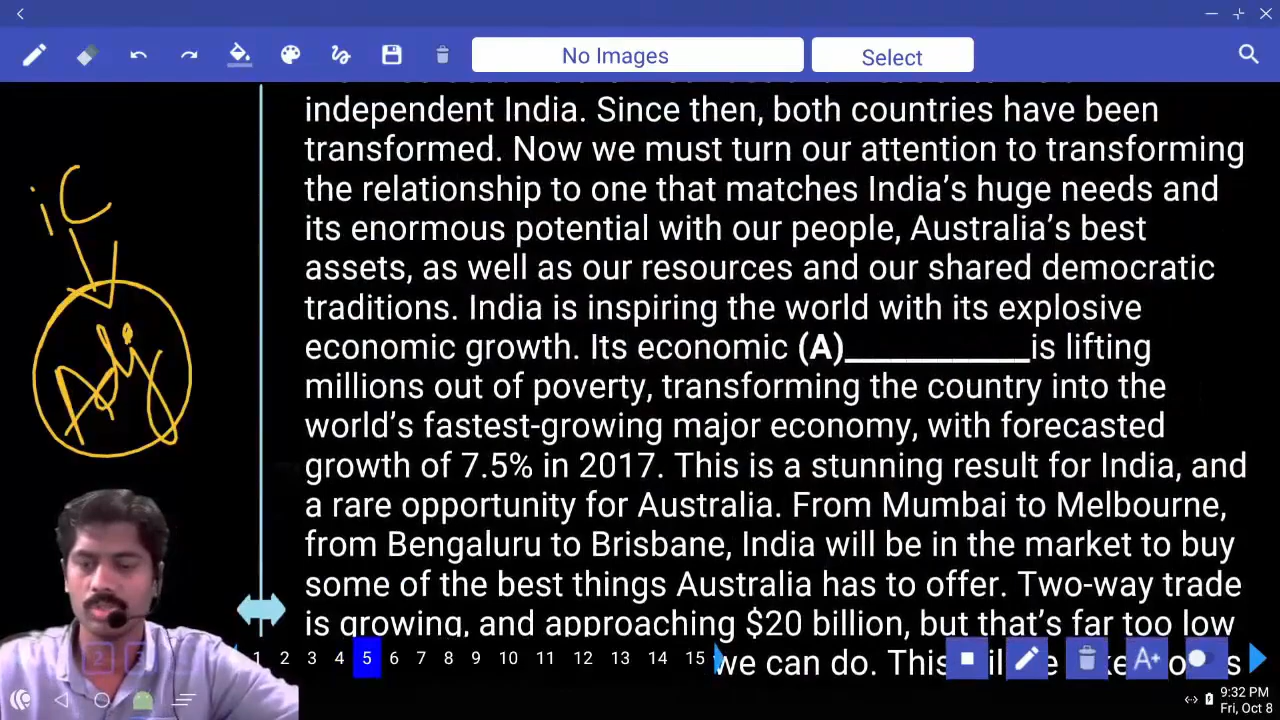 No Images
Select
independent India. Since then, both countries have been
transformed. Now we must turn our attention to transforming
the relationship to one that matches India's huge needs and
its enormous potential with our people, Australia's best
assets, as well as our resources and our shared democratic
traditions. India is inspiring the world with its explosive
economic growth. Its economic (A)___________is lifting
millions out of poverty, transforming the country into the
world's fastest-growing major economy, with forecasted
growth of 7.5% in 2017. This is a stunning result for India, and
a rare opportunity for Australia. From Mumbai to Melbourne,
from Bengaluru to Brisbane, India will be in the market to buy
some of the best things Australia has to offer. Two-way trade
is growing, and approaching $20 billion, but that's far too low
we can do. This
iC
Adj
1 2 3 4 5 6 7 8 9 10 11 12 13 14 15
A+
9:32 PM
Fri, Oct 8